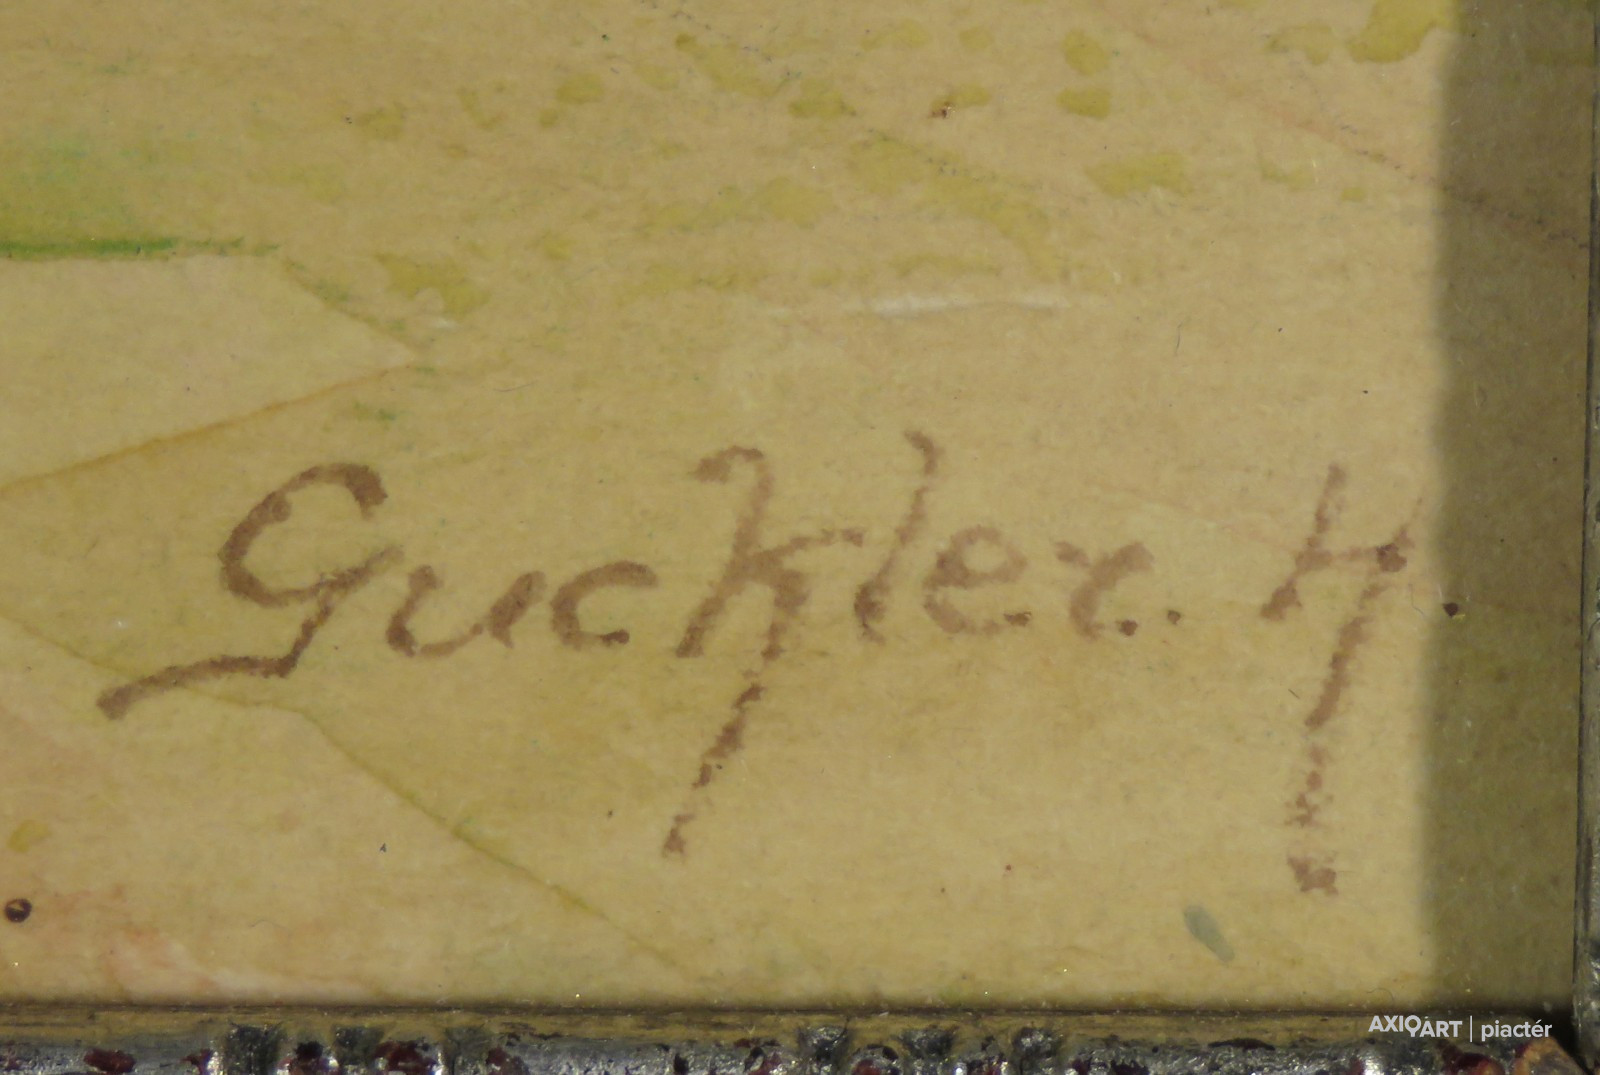 Guckler. H.
AXIOART | piactér